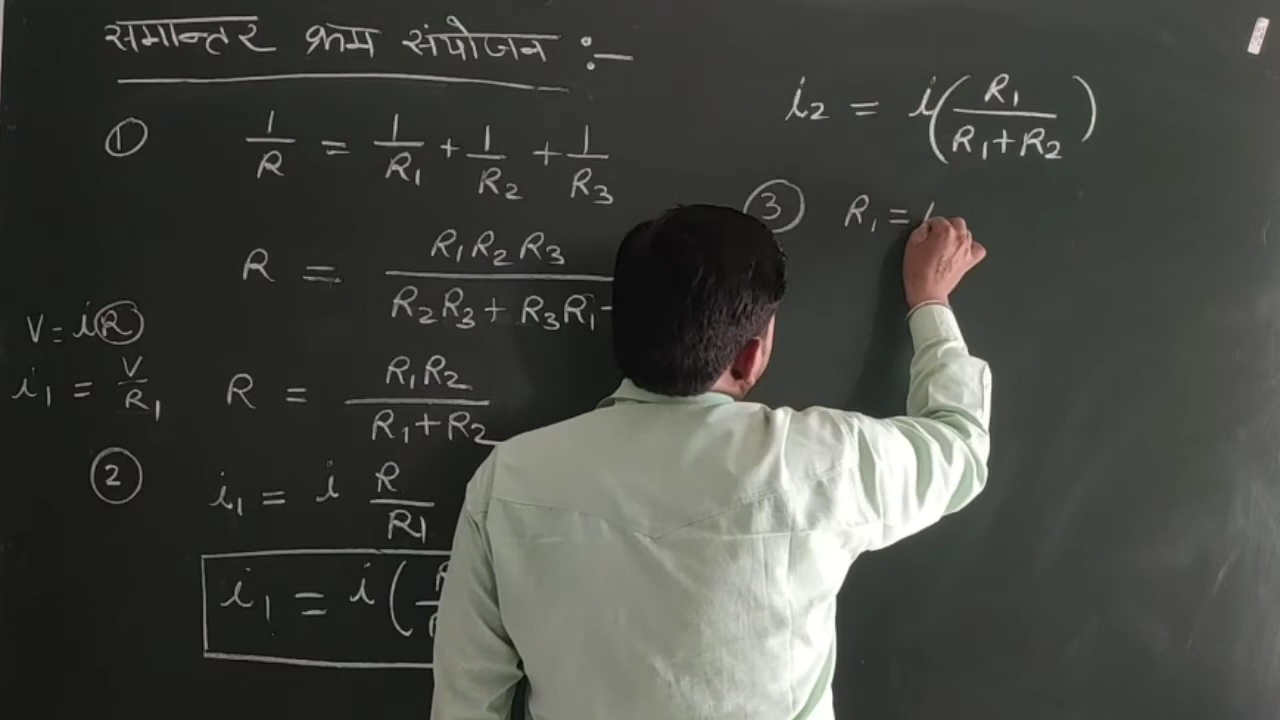 समान्तर क्रम संयोजन :–
① 1/R = 1/R₁ + 1/R₂ + 1/R₃
R = R₁R₂R₃ / R₂R₃ + R₃R₁
V = iR
i₁ = V/R₁
R = R₁R₂ / R₁+R₂
② i₁ = i R/R₁
i₁ = i(
i₂ = i(R₁ / R₁+R₂)
③ R₁ =